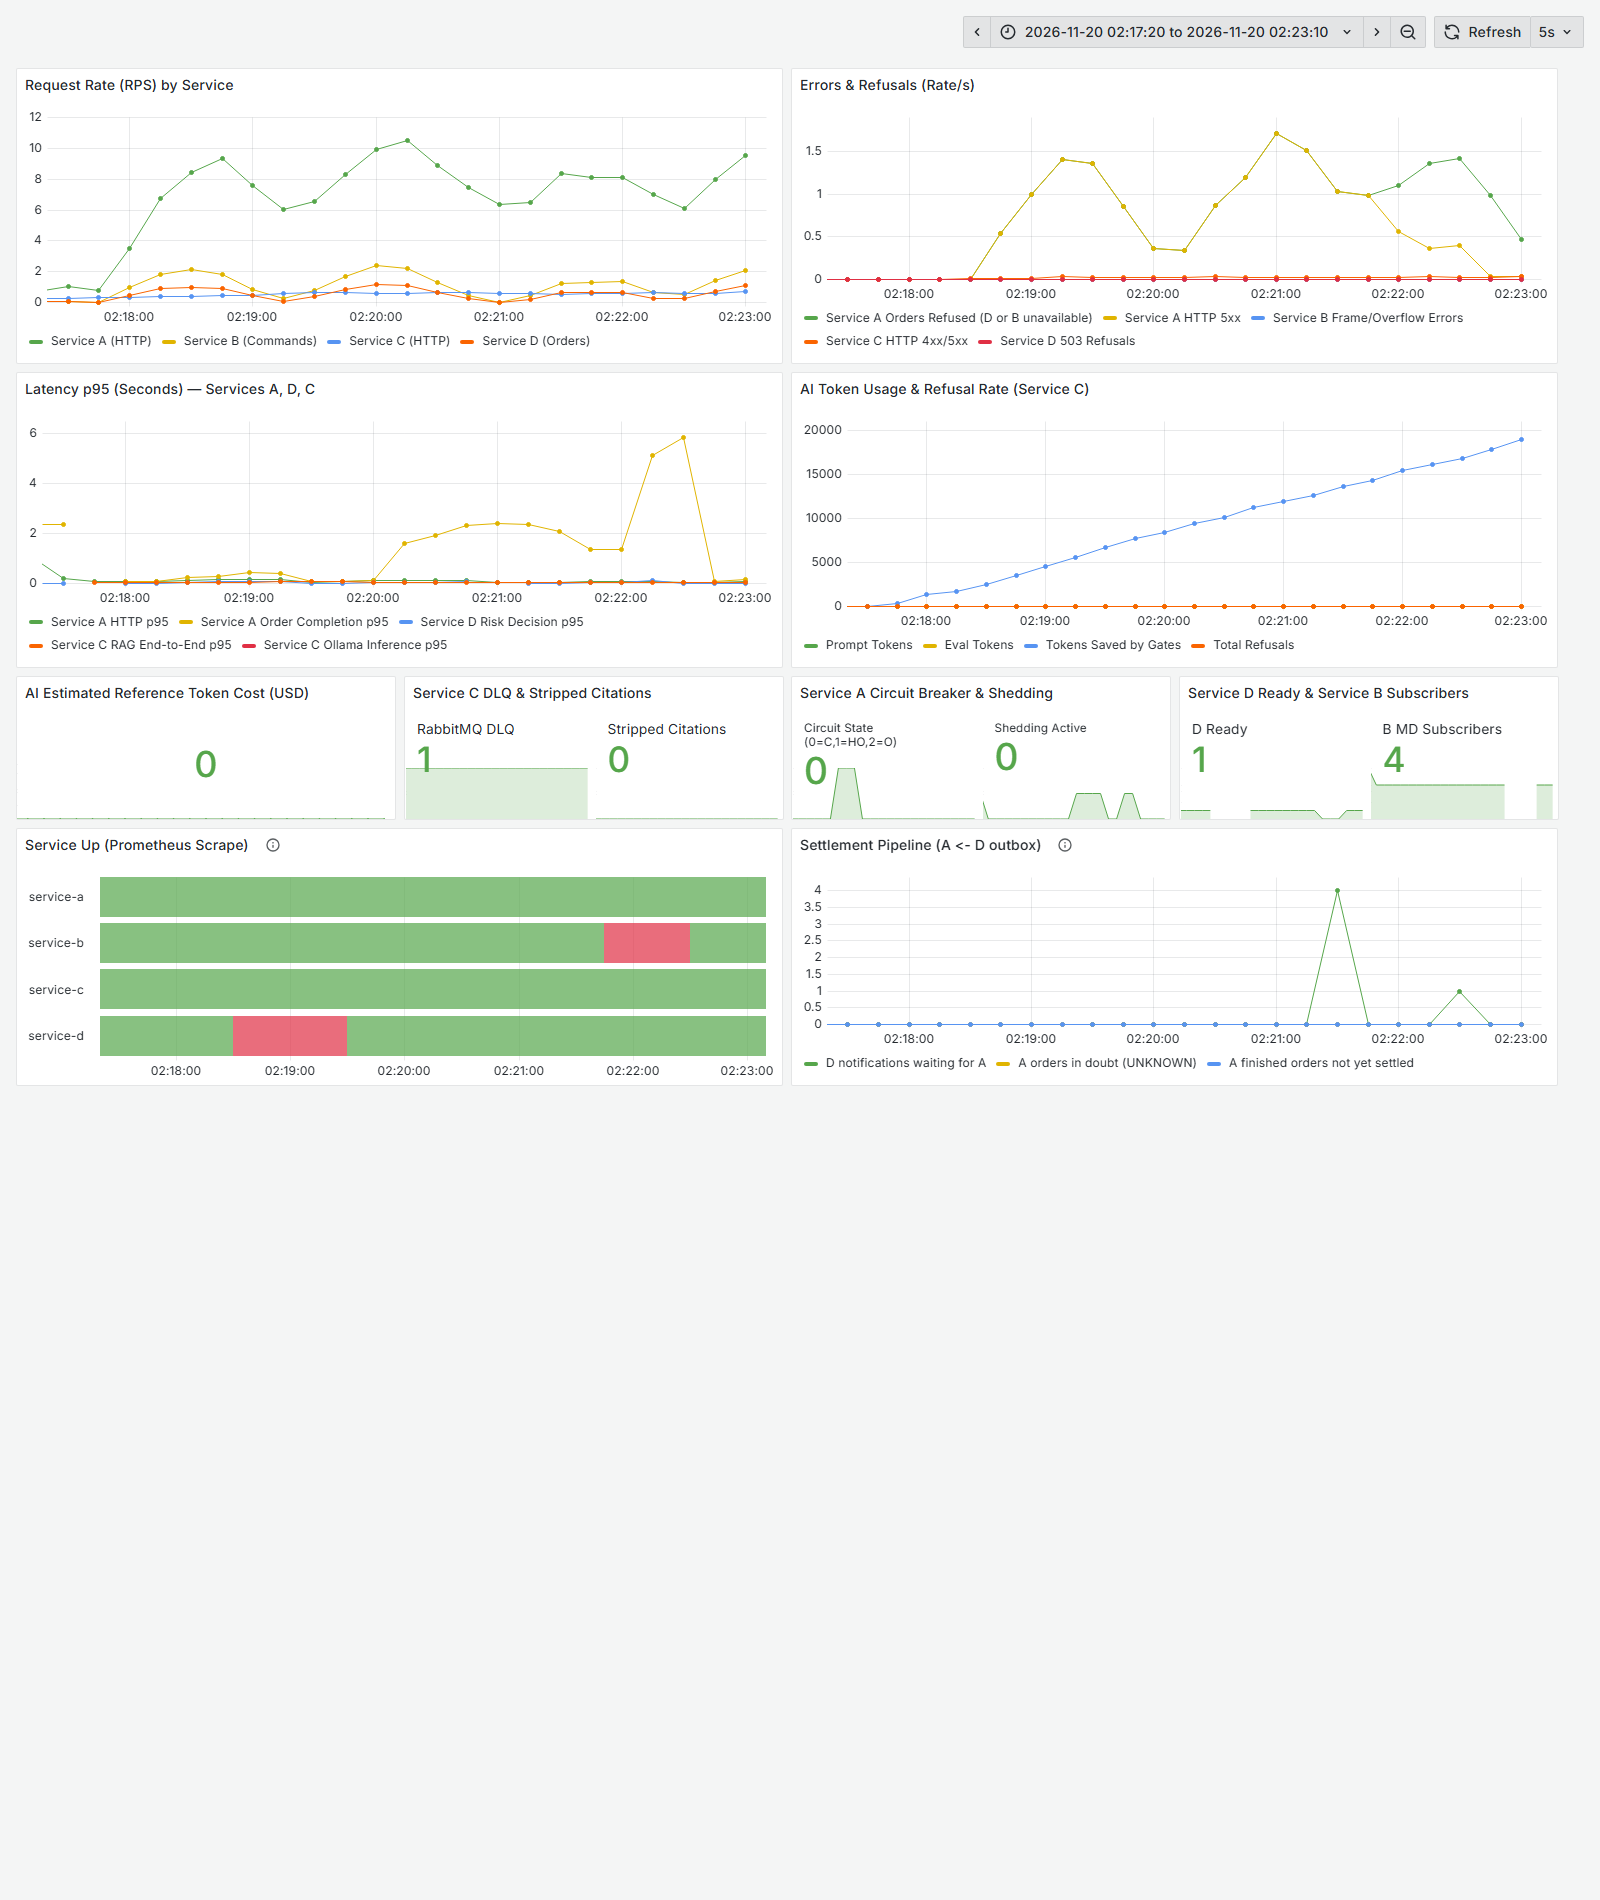 2026-11-20 02:17:20 to 2026-11-20 02:23:10 Refresh 5s
Request Rate (RPS) by Service
12
10
8
6
4
2
0
02:18:00 02:19:00 02:20:00 02:21:00 02:22:00 02:23:00
Service A (HTTP) Service B (Commands) Service C (HTTP) Service D (Orders)
Errors & Refusals (Rate/s)
1.5
1
0.5
0
02:18:00 02:19:00 02:20:00 02:21:00 02:22:00 02:23:00
Service A Orders Refused (D or B unavailable) Service A HTTP 5xx Service B Frame/Overflow Errors
Service C HTTP 4xx/5xx Service D 503 Refusals
Latency p95 (Seconds) — Services A, D, C
6
4
2
0
02:18:00 02:19:00 02:20:00 02:21:00 02:22:00 02:23:00
Service A HTTP p95 Service A Order Completion p95 Service D Risk Decision p95
Service C RAG End-to-End p95 Service C Ollama Inference p95
AI Token Usage & Refusal Rate (Service C)
20000
15000
10000
5000
0
02:18:00 02:19:00 02:20:00 02:21:00 02:22:00 02:23:00
Prompt Tokens Eval Tokens Tokens Saved by Gates Total Refusals
AI Estimated Reference Token Cost (USD)
0
Service C DLQ & Stripped Citations
RabbitMQ DLQ
1
Stripped Citations
0
Service A Circuit Breaker & Shedding
Circuit State
(0=C,1=HO,2=O)
0
Shedding Active
0
Service D Ready & Service B Subscribers
D Ready
1
B MD Subscribers
4
Service Up (Prometheus Scrape)
service-a
service-b
service-c
service-d
02:18:00 02:19:00 02:20:00 02:21:00 02:22:00 02:23:00
Settlement Pipeline (A <- D outbox)
4
3.5
3
2.5
2
1.5
1
0.5
0
02:18:00 02:19:00 02:20:00 02:21:00 02:22:00 02:23:00
D notifications waiting for A A orders in doubt (UNKNOWN) A finished orders not yet settled